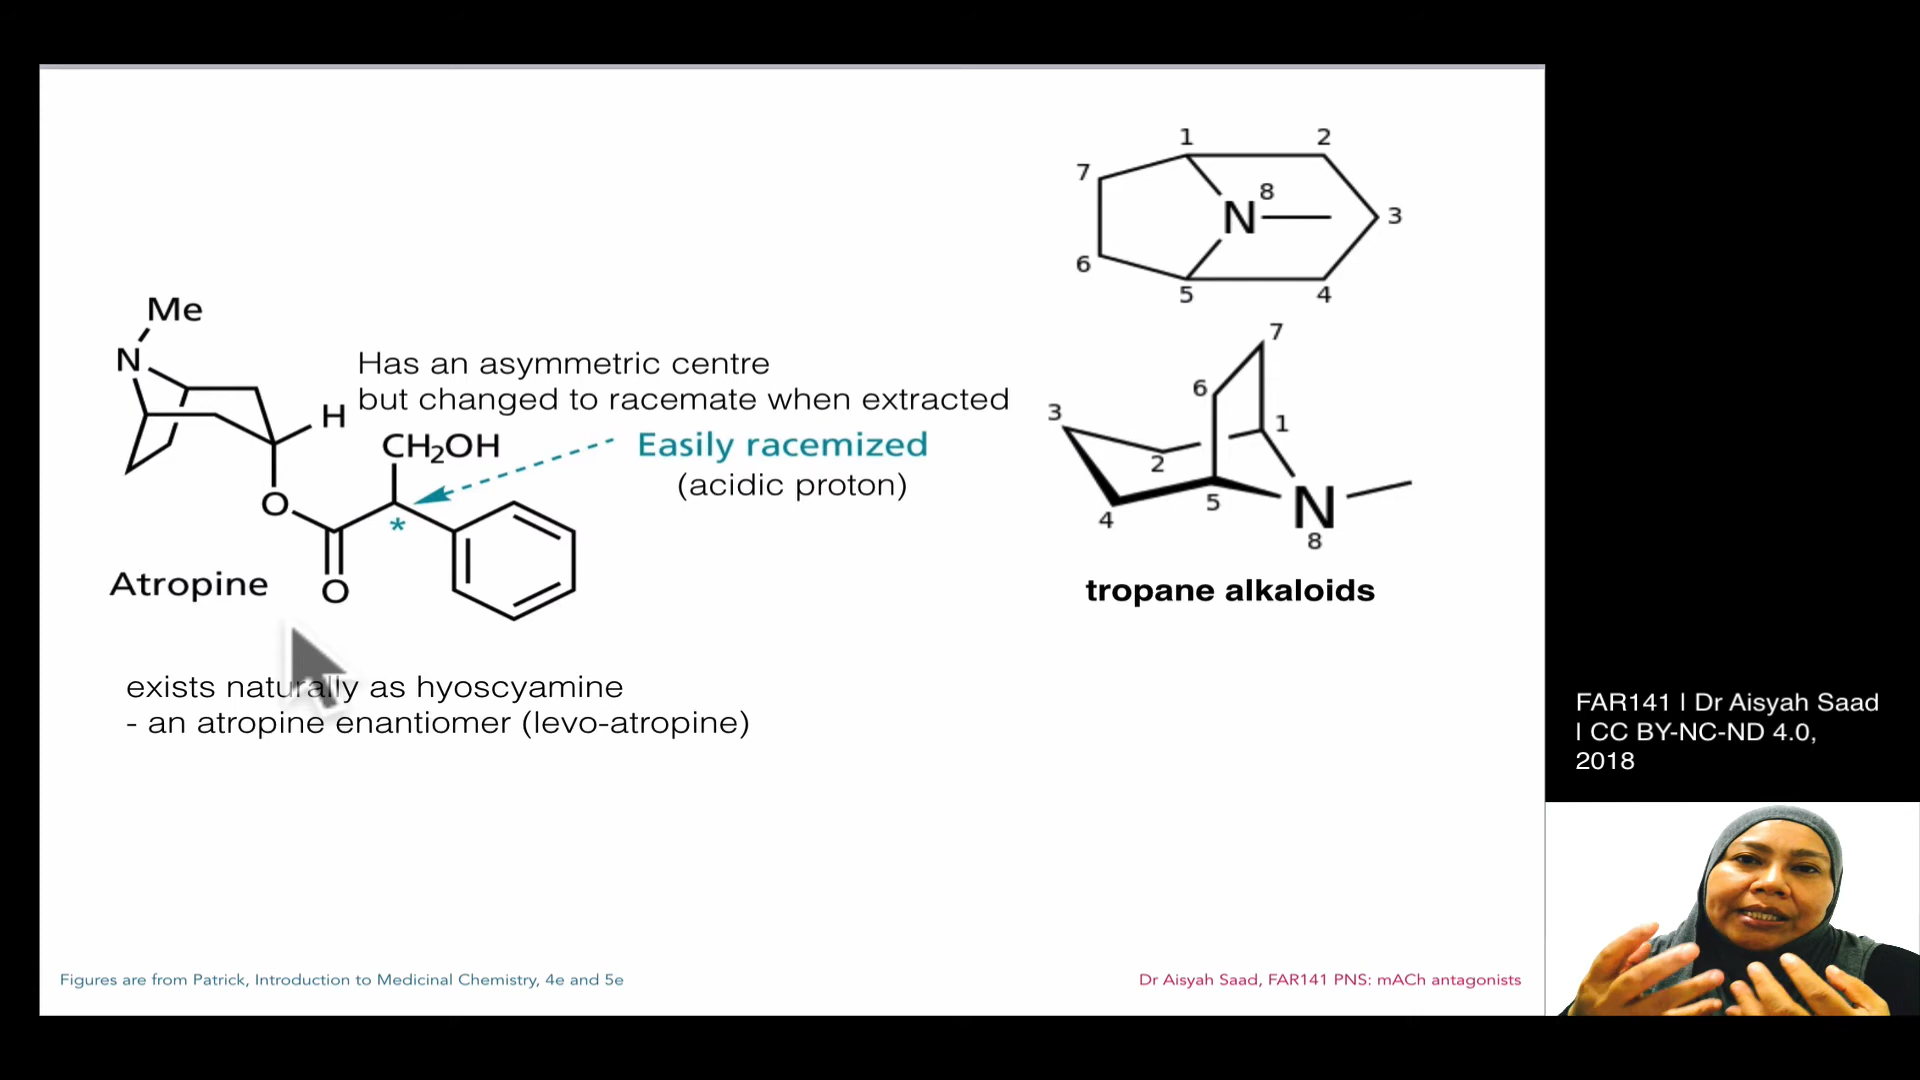 1
2
7
8
N
3
6
5
4
Me
N
H
Has an asymmetric centre
but changed to racemate when extracted
CH2OH
Easily racemized
(acidic proton)
O
*
O
Atropine
7
6
3
1
2
5
4
N
8
tropane alkaloids
exists naturally as hyoscyamine
- an atropine enantiomer (levo-atropine)
FAR141 | Dr Aisyah Saad
| CC BY-NC-ND 4.0,
2018
Figures are from Patrick, Introduction to Medicinal Chemistry, 4e and 5e
Dr Aisyah Saad, FAR141 PNS: mACh antagonists